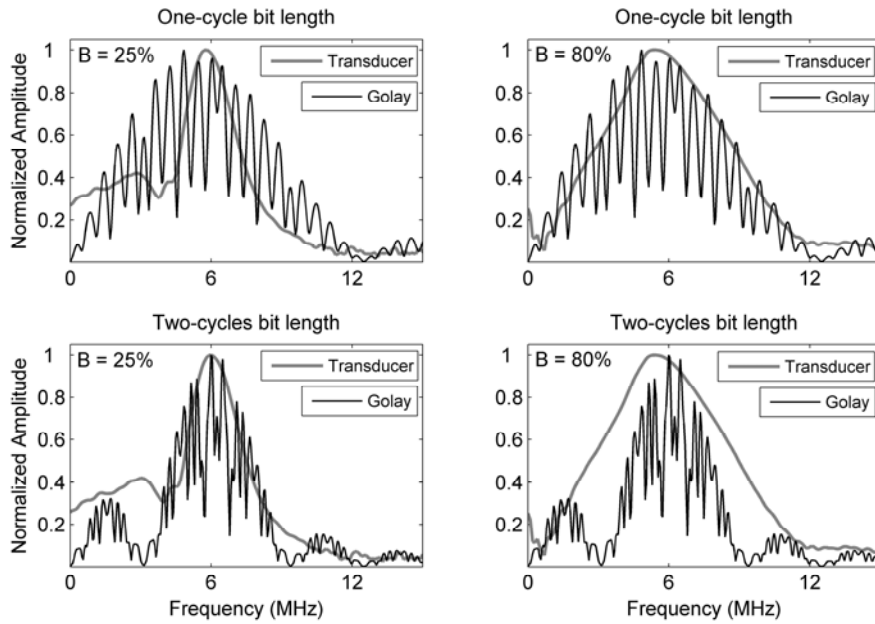 One-cycle bit length
B = 25%
Transducer
Golay
Normalized Amplitude
1
0.8
0.6
0.4
0.2
0 6 12
One-cycle bit length
B = 80%
Transducer
Golay
1
0.8
0.6
0.4
0.2
0 6 12
Two-cycles bit length
B = 25%
Transducer
Golay
Normalized Amplitude
1
0.8
0.6
0.4
0.2
0 6 12
Frequency (MHz)
Two-cycles bit length
B = 80%
Transducer
Golay
1
0.8
0.6
0.4
0.2
0 6 12
Frequency (MHz)